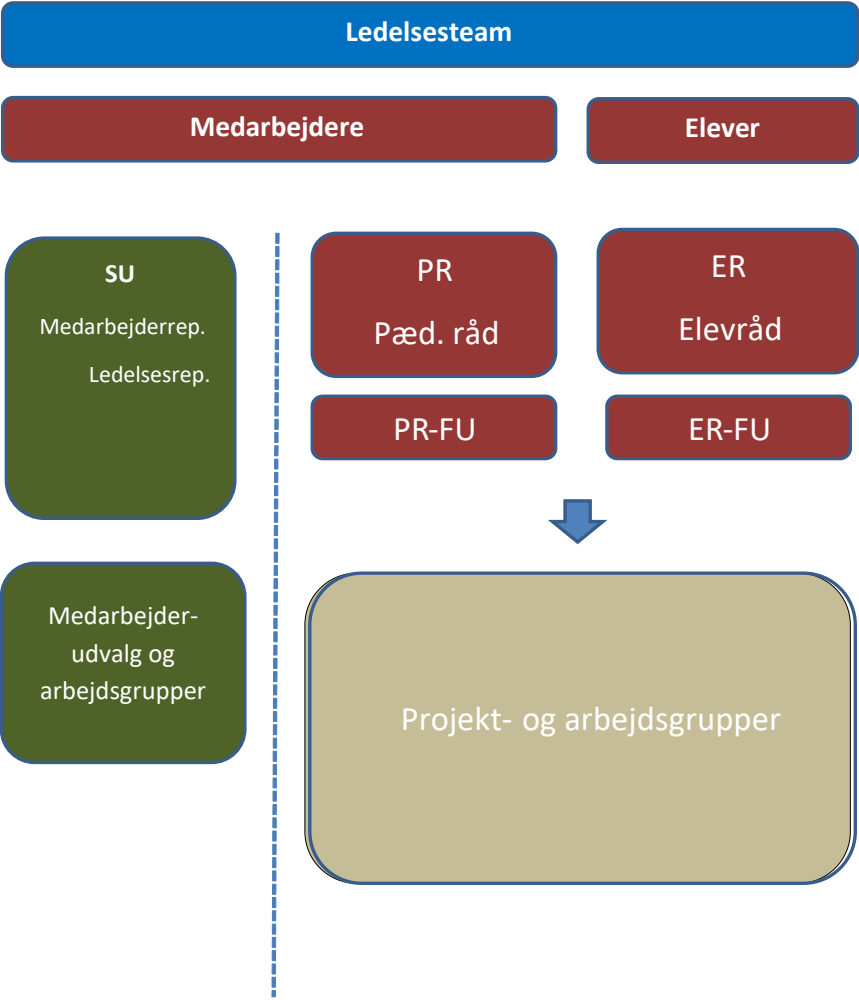 Ledelsesteam
Medarbejdere
Elever
SU
Medarbejderrep.
Ledelsesrep.
PR
Pæd. råd
ER
Elevråd
PR-FU
ER-FU
Medarbejder-
udvalg og
arbejdsgrupper
Projekt- og arbejdsgrupper